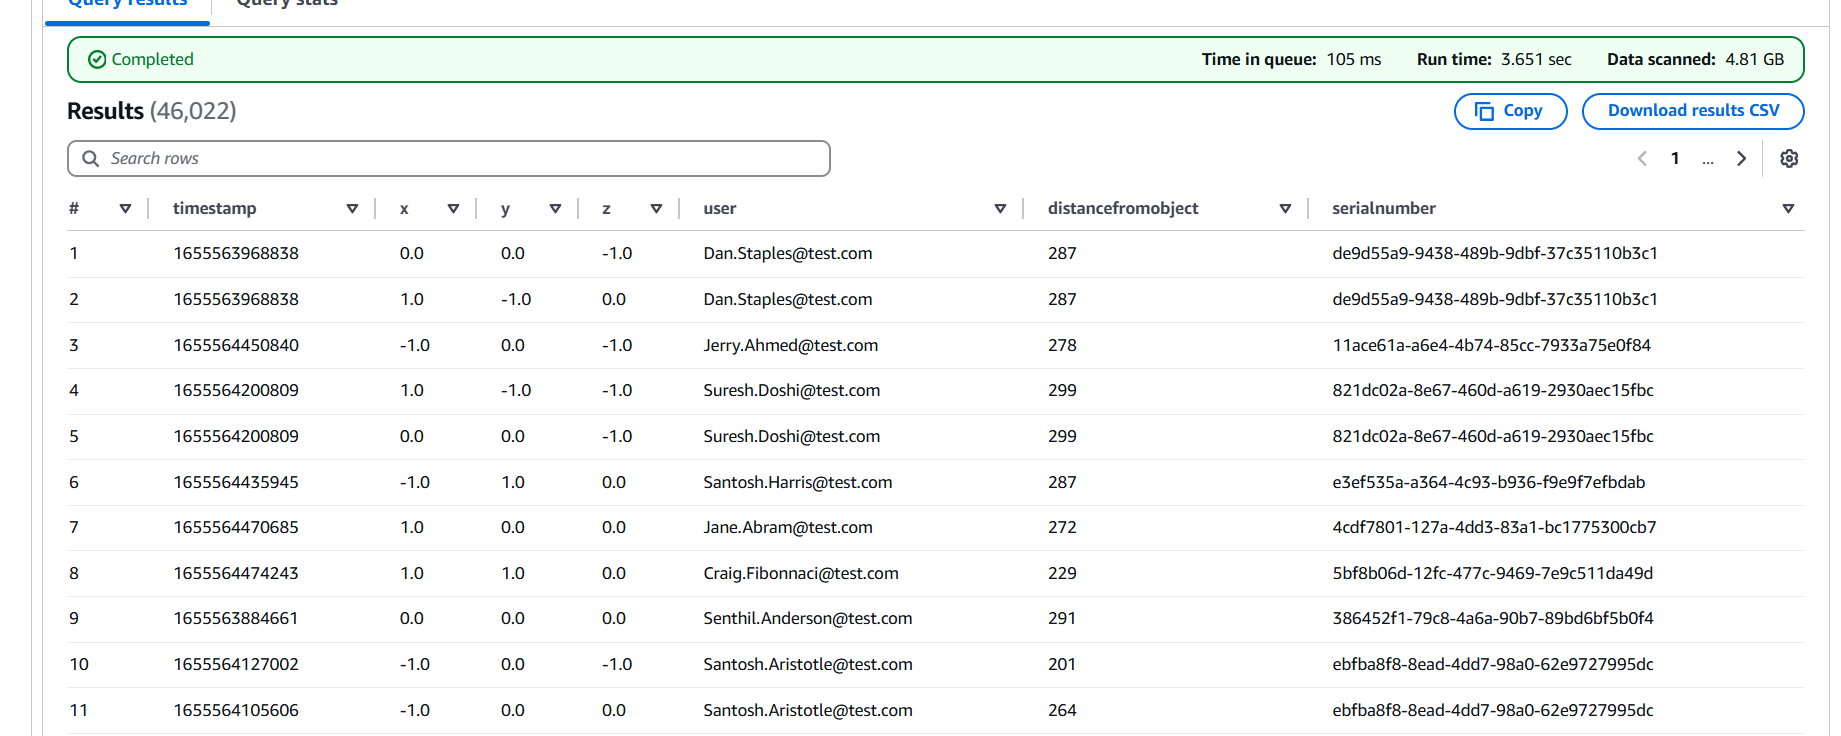 Query results Query stats
Completed Time in queue: 105 ms Run time: 3.651 sec Data scanned: 4.81 GB
Results (46,022) Copy Download results CSV
Search rows 1 ...
# timestamp x y z user distancefromobject serialnumber
1 1655563968838 0.0 0.0 -1.0 Dan.Staples@test.com 287 de9d55a9-9438-489b-9dbf-37c35110b3c1
2 1655563968838 1.0 -1.0 0.0 Dan.Staples@test.com 287 de9d55a9-9438-489b-9dbf-37c35110b3c1
3 1655564450840 -1.0 0.0 -1.0 Jerry.Ahmed@test.com 278 11ace61a-a6e4-4b74-85cc-7933a75e0f84
4 1655564200809 1.0 -1.0 -1.0 Suresh.Doshi@test.com 299 821dc02a-8e67-460d-a619-2930aec15fbc
5 1655564200809 0.0 0.0 -1.0 Suresh.Doshi@test.com 299 821dc02a-8e67-460d-a619-2930aec15fbc
6 1655564435945 -1.0 1.0 0.0 Santosh.Harris@test.com 287 e3ef535a-a364-4c93-b936-f9e9f7efbdab
7 1655564470685 1.0 0.0 0.0 Jane.Abram@test.com 272 4cdf7801-127a-4dd3-83a1-bc1775300cb7
8 1655564474243 1.0 1.0 0.0 Craig.Fibonnaci@test.com 229 5bf8b06d-12fc-477c-9469-7e9c511da49d
9 1655563884661 0.0 0.0 0.0 Senthil.Anderson@test.com 291 386452f1-79c8-4a6a-90b7-89bd6bf5b0f4
10 1655564127002 -1.0 0.0 -1.0 Santosh.Aristotle@test.com 201 ebfba8f8-8ead-4dd7-98a0-62e9727995dc
11 1655564105606 -1.0 0.0 0.0 Santosh.Aristotle@test.com 264 ebfba8f8-8ead-4dd7-98a0-62e9727995dc